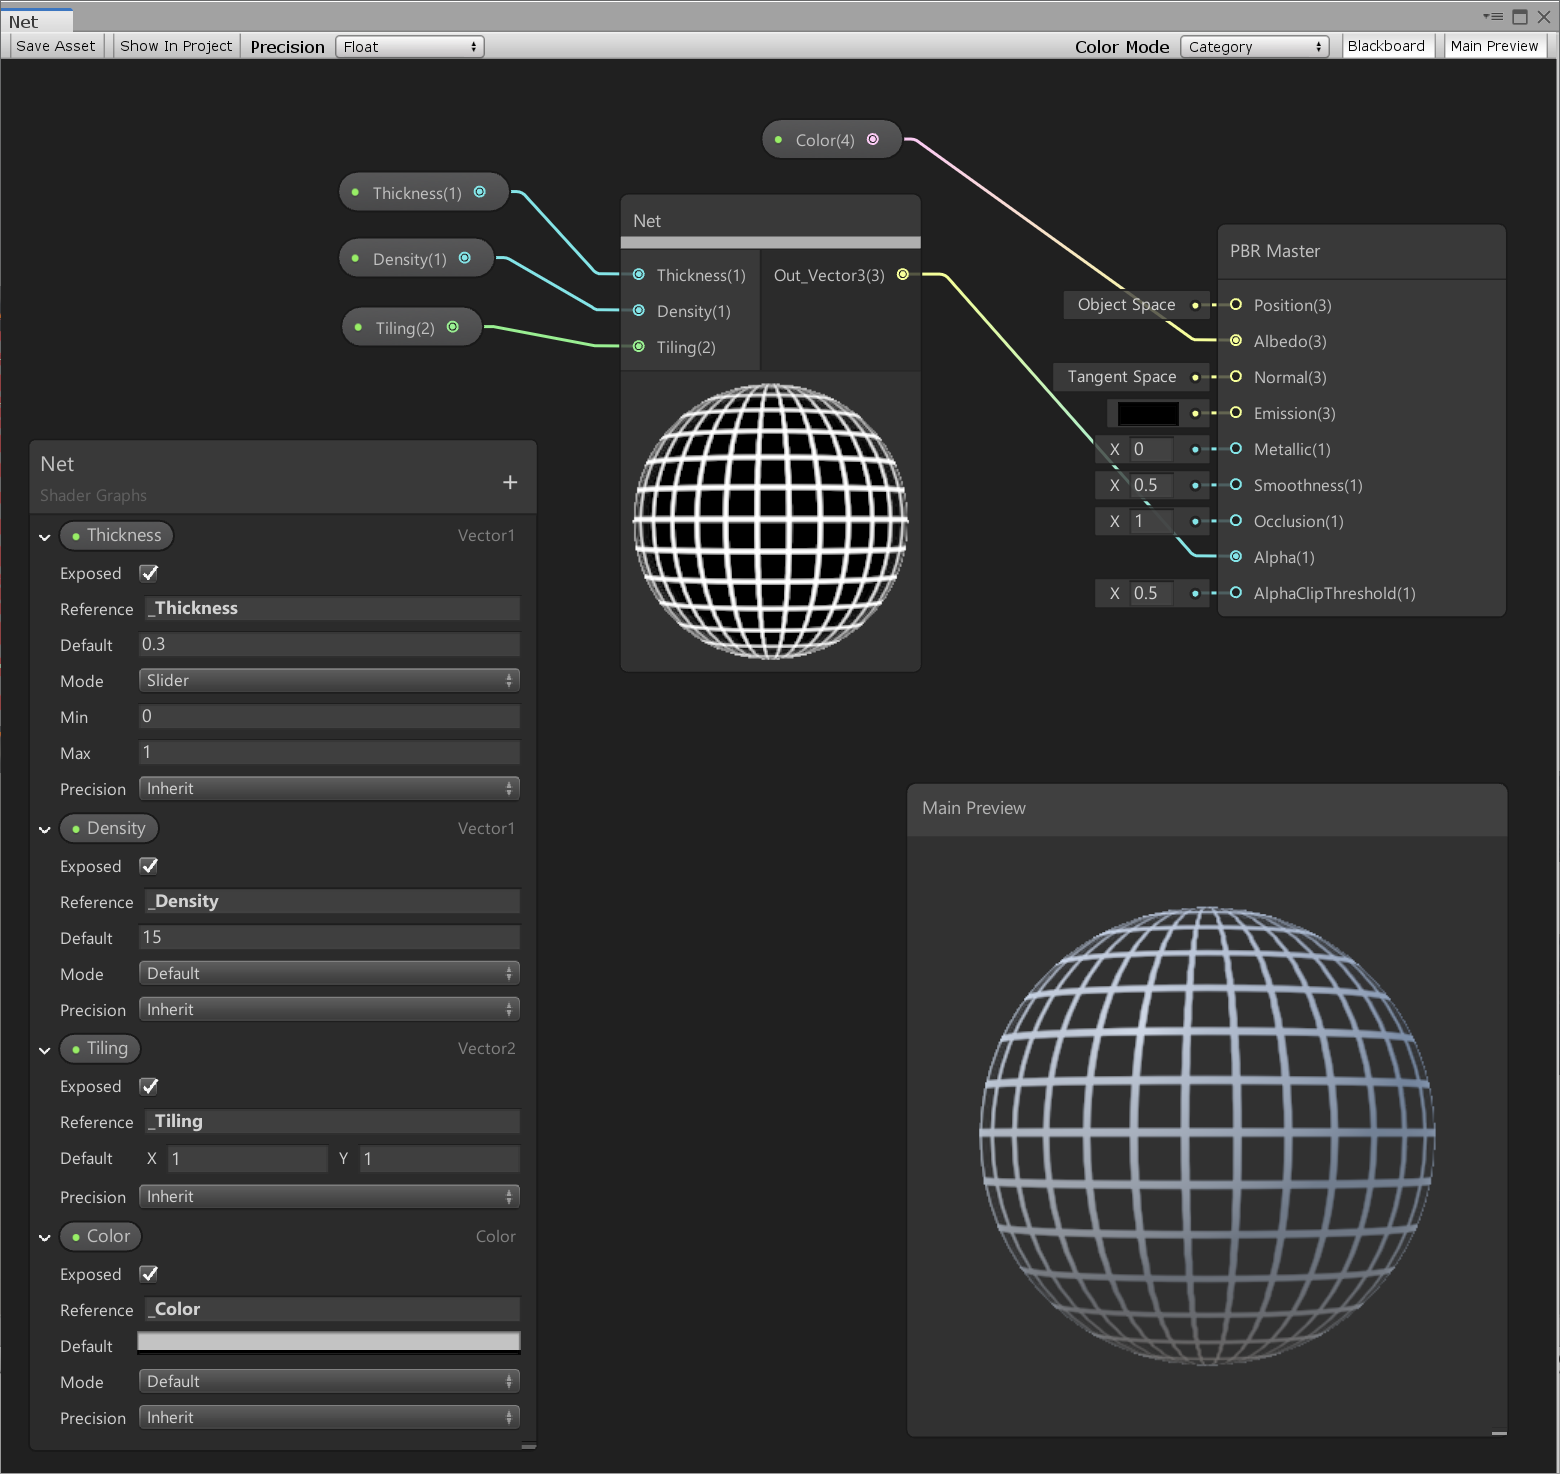 Net
Save Asset Show In Project Precision Float Color Mode Category Blackboard Main Preview
Color(4)
Thickness(1)
Density(1)
Tiling(2)
Net
Thickness(1) Out_Vector3(3)
Density(1)
Tiling(2)
PBR Master
Object Space Position(3)
Albedo(3)
Tangent Space Normal(3)
Emission(3)
X 0 Metallic(1)
X 0.5 Smoothness(1)
X 1 Occlusion(1)
Alpha(1)
X 0.5 AlphaClipThreshold(1)
Net
Shader Graphs
+
Thickness Vector1
Exposed
Reference _Thickness
Default 0.3
Mode Slider
Min 0
Max 1
Precision Inherit
Density Vector1
Exposed
Reference _Density
Default 15
Mode Default
Precision Inherit
Tiling Vector2
Exposed
Reference _Tiling
Default X 1 Y 1
Precision Inherit
Color Color
Exposed
Reference _Color
Default
Mode Default
Precision Inherit
Main Preview